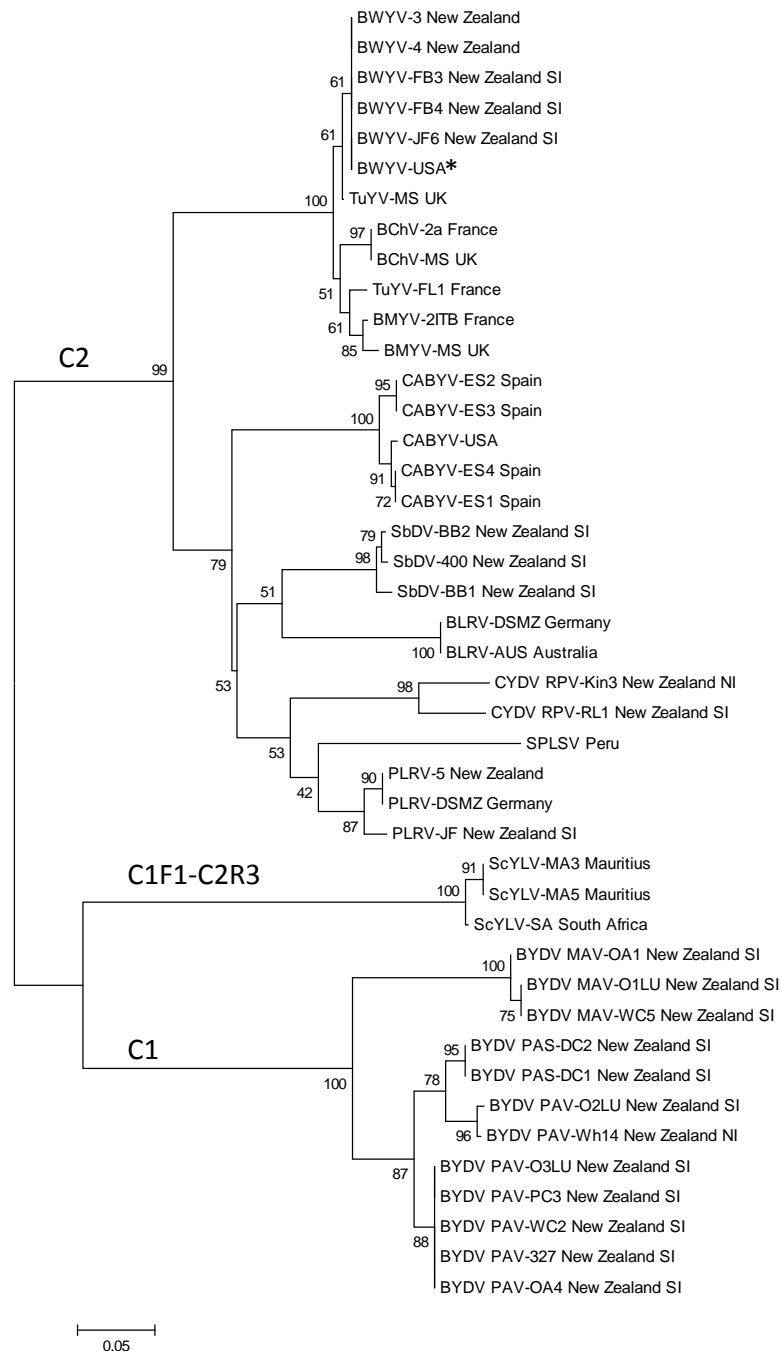 BWYV-3 New Zealand
BWYV-4 New Zealand
61 BWYV-FB3 New Zealand SI
BWYV-FB4 New Zealand SI
61 BWYV-JF6 New Zealand SI
BWYV-USA*
100 TuYV-MS UK
97 BChV-2a France
BChV-MS UK
51 TuYV-FL1 France
61 BMYV-2ITB France
85 BMYV-MS UK
C2
99
95 CABYV-ES2 Spain
100 CABYV-ES3 Spain
CABYV-USA
91 CABYV-ES4 Spain
72 CABYV-ES1 Spain
79 SbDV-BB2 New Zealand SI
79 98 SbDV-400 New Zealand SI
51 SbDV-BB1 New Zealand SI
BLRV-DSMZ Germany
100 BLRV-AUS Australia
53 98 CYDV RPV-Kin3 New Zealand NI
CYDV RPV-RL1 New Zealand SI
53 SPLSV Peru
90 PLRV-5 New Zealand
42 PLRV-DSMZ Germany
87 PLRV-JF New Zealand SI
C1F1-C2R3
91 ScYLV-MA3 Mauritius
100 ScYLV-MA5 Mauritius
ScYLV-SA South Africa
BYDV MAV-OA1 New Zealand SI
100 BYDV MAV-O1LU New Zealand SI
75 BYDV MAV-WC5 New Zealand SI
C1
95 BYDV PAS-DC2 New Zealand SI
100 78 BYDV PAS-DC1 New Zealand SI
BYDV PAV-O2LU New Zealand SI
96 BYDV PAV-Wh14 New Zealand NI
87 BYDV PAV-O3LU New Zealand SI
BYDV PAV-PC3 New Zealand SI
BYDV PAV-WC2 New Zealand SI
88 BYDV PAV-327 New Zealand SI
BYDV PAV-OA4 New Zealand SI
0.05